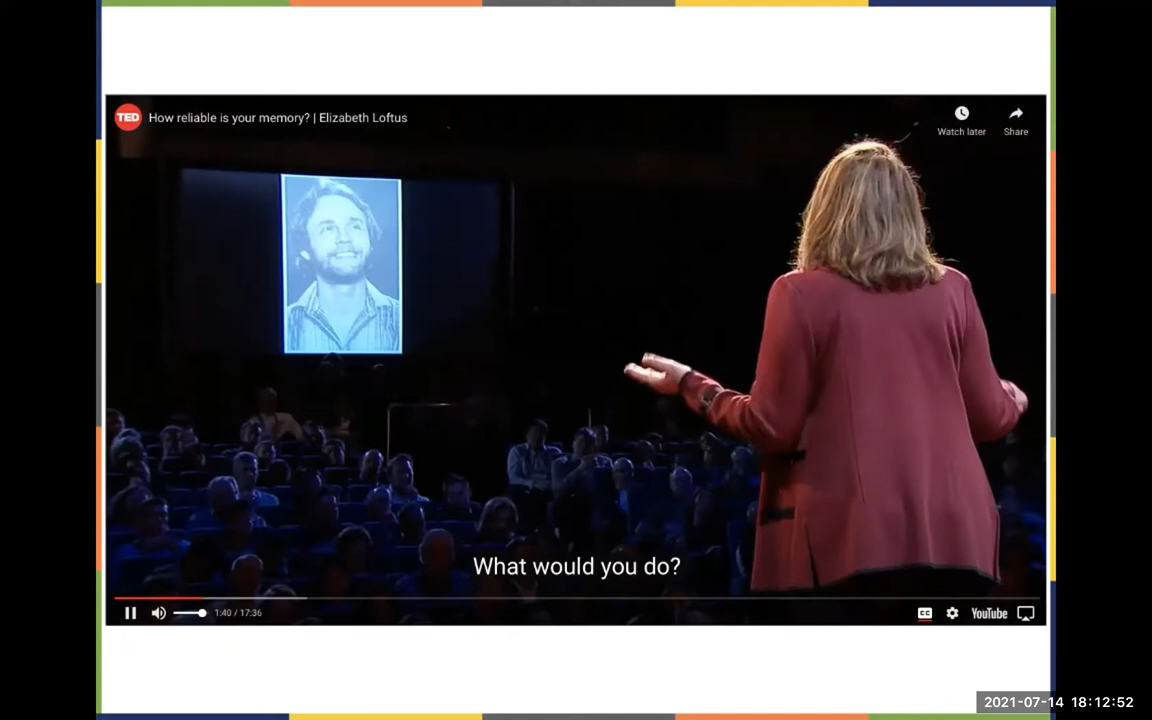 TED How reliable is your memory? | Elizabeth Loftus
Watch later Share
What would you do?
1:40 / 17:36
CC YouTube
2021-07-14 18:12:52